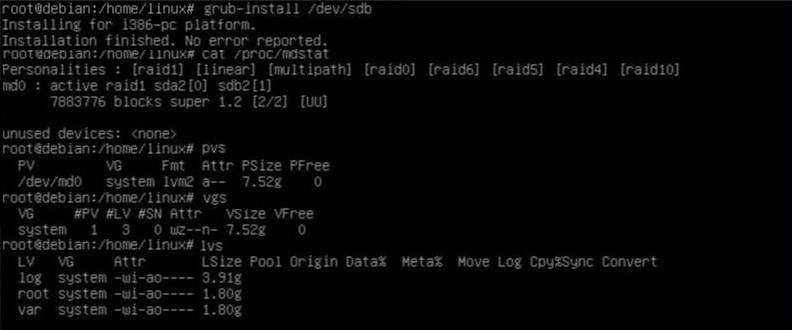 root@debian:/home/linux# grub-install /dev/sdb
Installing for i386-pc platform.
Installation finished. No error reported.
root@debian:/home/linux# cat /proc/mdstat
Personalities : [raid1] [linear] [multipath] [raid0] [raid6] [raid5] [raid4] [raid10]
md0 : active raid1 sda2[0] sdb2[1]
      7883776 blocks super 1.2 [2/2] [UU]

unused devices: <none>
root@debian:/home/linux# pvs
  PV         VG     Fmt  Attr PSize PFree
  /dev/md0   system lvm2 a--  7.52g    0
root@debian:/home/linux# vgs
  VG     #PV #LV #SN Attr   VSize VFree
  system   1   3   0 wz--n- 7.52g    0
root@debian:/home/linux# lvs
  LV   VG     Attr       LSize Pool Origin Data%  Meta%  Move Log Cpy%Sync Convert
  log  system -wi-ao---- 3.91g
  root system -wi-ao---- 1.80g
  var  system -wi-ao---- 1.80g